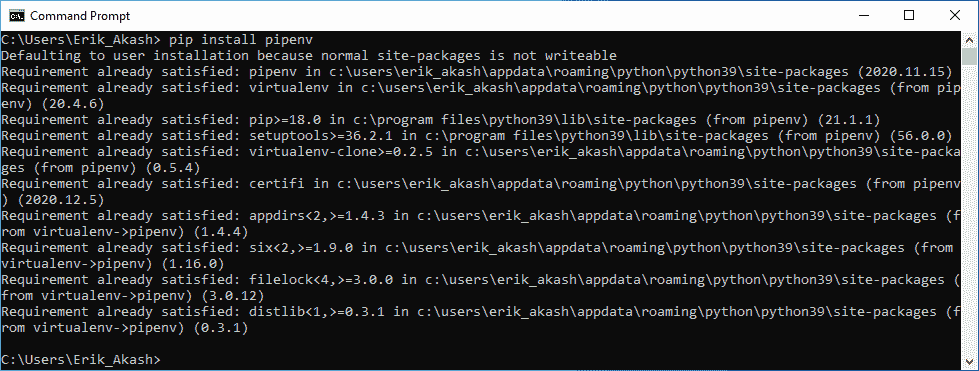 Command Prompt
C:\Users\Erik_Akash> pip install pipenv
Defaulting to user installation because normal site-packages is not writeable
Requirement already satisfied: pipenv in c:\users\erik_akash\appdata\roaming\python\python39\site-packages (2020.11.15)
Requirement already satisfied: virtualenv in c:\users\erik_akash\appdata\roaming\python\python39\site-packages (from pip
env) (20.4.6)
Requirement already satisfied: pip>=18.0 in c:\program files\python39\lib\site-packages (from pipenv) (21.1.1)
Requirement already satisfied: setuptools>=36.2.1 in c:\program files\python39\lib\site-packages (from pipenv) (56.0.0)
Requirement already satisfied: virtualenv-clone>=0.2.5 in c:\users\erik_akash\appdata\roaming\python\python39\site-packa
ges (from pipenv) (0.5.4)
Requirement already satisfied: certifi in c:\users\erik_akash\appdata\roaming\python\python39\site-packages (from pipenv
) (2020.12.5)
Requirement already satisfied: appdirs<2,>=1.4.3 in c:\users\erik_akash\appdata\roaming\python\python39\site-packages (f
rom virtualenv->pipenv) (1.4.4)
Requirement already satisfied: six<2,>=1.9.0 in c:\users\erik_akash\appdata\roaming\python\python39\site-packages (from
virtualenv->pipenv) (1.16.0)
Requirement already satisfied: filelock<4,>=3.0.0 in c:\users\erik_akash\appdata\roaming\python\python39\site-packages (
from virtualenv->pipenv) (3.0.12)
Requirement already satisfied: distlib<1,>=0.3.1 in c:\users\erik_akash\appdata\roaming\python\python39\site-packages (f
rom virtualenv->pipenv) (0.3.1)
C:\Users\Erik_Akash>